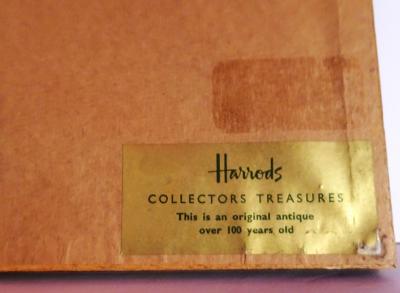 Harrods
COLLECTORS TREASURES
This is an original antique
over 100 years old